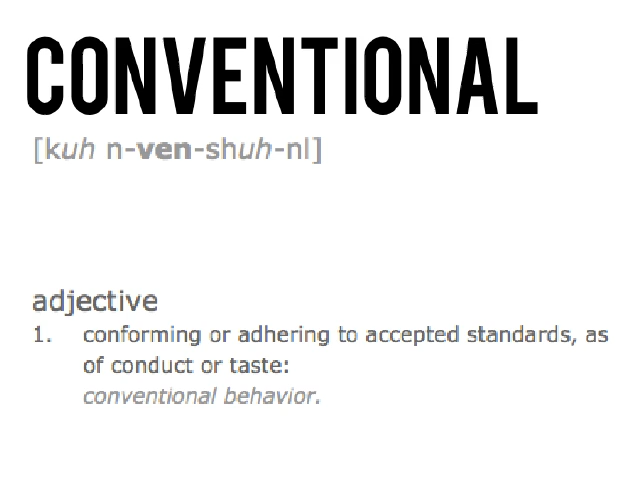 CONVENTIONAL
[kuh n-ven-shuh-nl]
adjective
1. conforming or adhering to accepted standards, as
of conduct or taste:
conventional behavior.